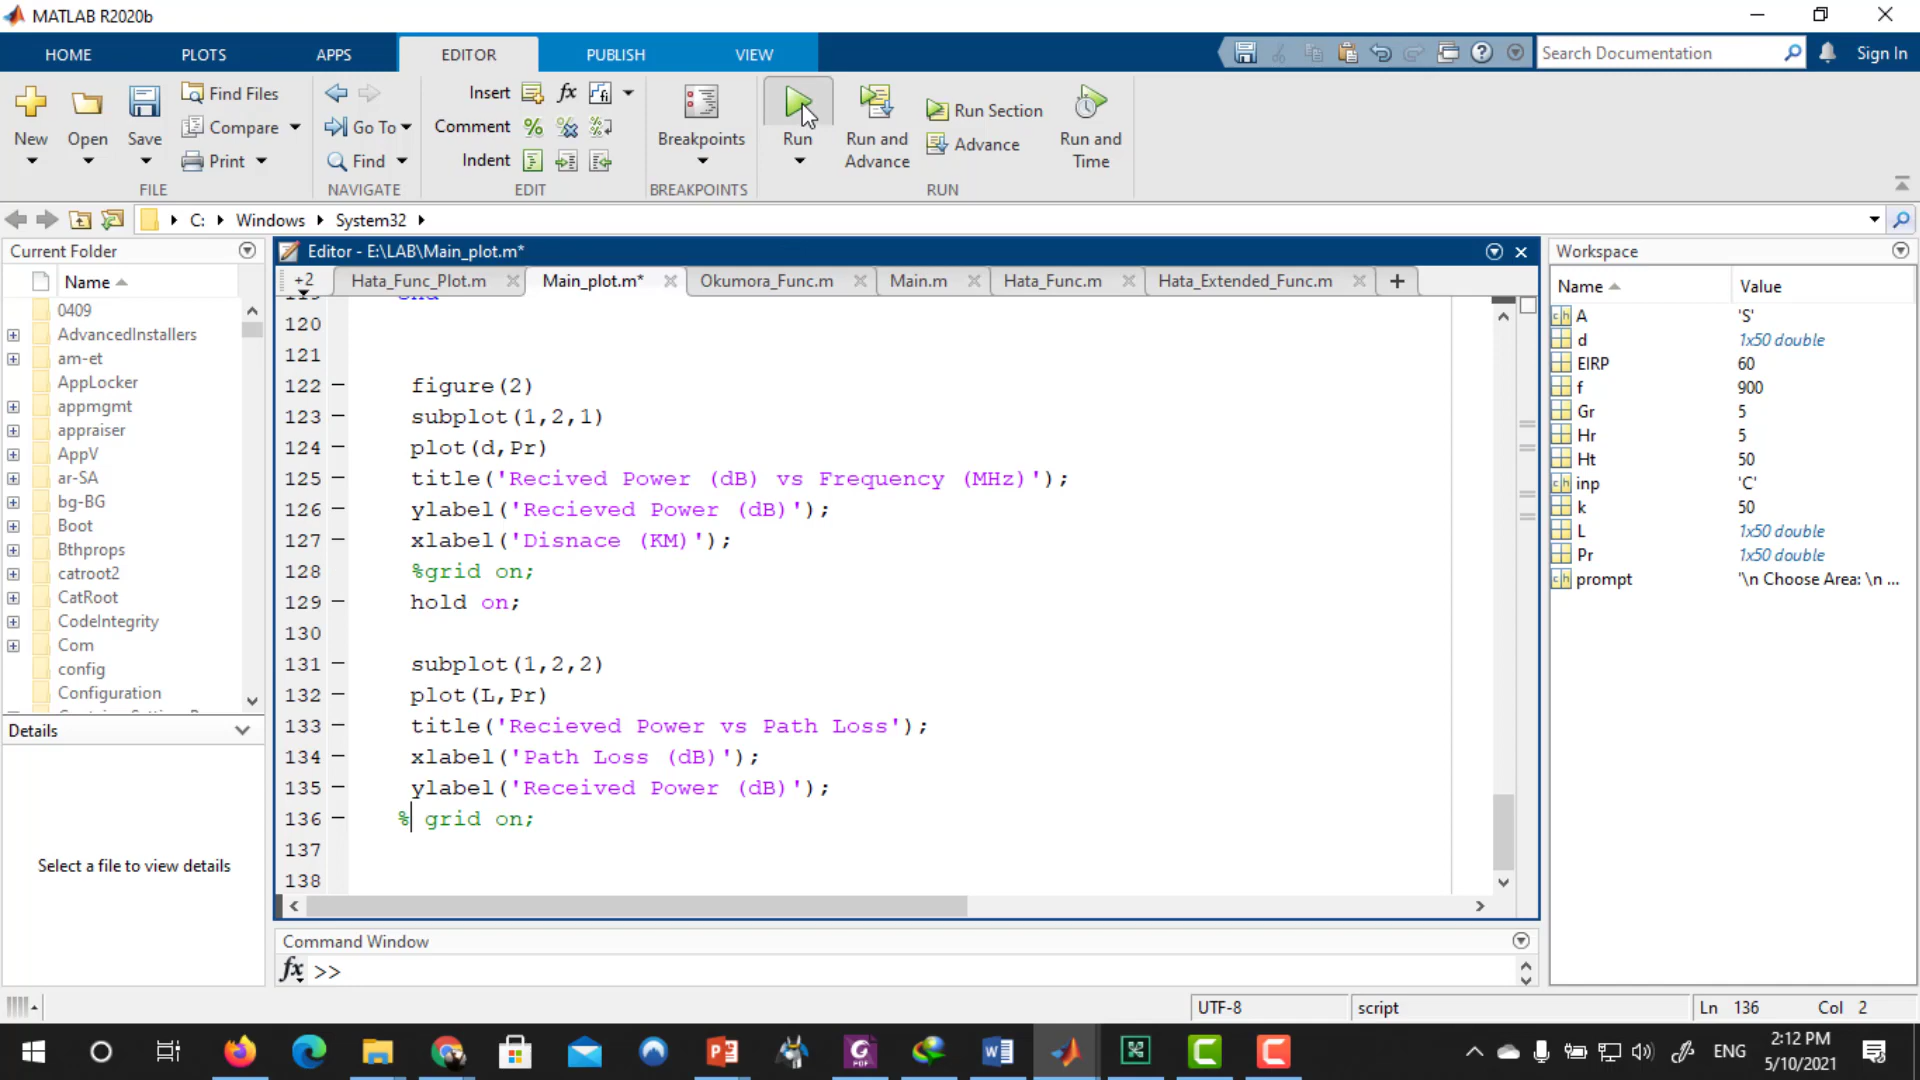 MATLAB R2020b
HOME PLOTS APPS EDITOR PUBLISH VIEW
Search Documentation
Sign In
New
Open
Save
Find Files
Compare
Print
FILE
Go To
Find
NAVIGATE
Insert
Comment
Indent
EDIT
Breakpoints
BREAKPOINTS
Run
Run and Advance
Run Section
Advance
Run and Time
RUN
C: Windows System32
Current Folder
Name
0409
AdvancedInstallers
am-et
AppLocker
appmgmt
appraiser
AppV
ar-SA
bg-BG
Boot
Bthprops
catroot2
CatRoot
CodeIntegrity
Com
config
Configuration
Details
Select a file to view details
Editor - E:\LAB\Main_plot.m*
+2 Hata_Func_Plot.m Main_plot.m* Okumora_Func.m Main.m Hata_Func.m Hata_Extended_Func.m
119 end
120
121
122 figure(2)
123 subplot(1,2,1)
124 plot(d,Pr)
125 title('Recived Power (dB) vs Frequency (MHz)');
126 ylabel('Recieved Power (dB)');
127 xlabel('Disnace (KM)');
128 %grid on;
129 hold on;
130
131 subplot(1,2,2)
132 plot(L,Pr)
133 title('Recieved Power vs Path Loss');
134 xlabel('Path Loss (dB)');
135 ylabel('Received Power (dB)');
136 % grid on;
137
138
Command Window
fx >>
Workspace
Name Value
A 'S'
d 1x50 double
EIRP 60
f 900
Gr 5
Hr 5
Ht 50
inp 'C'
k 50
L 1x50 double
Pr 1x50 double
prompt '\n Choose Area: \n ...
UTF-8 script Ln 136 Col 2
ENG
2:12 PM
5/10/2021